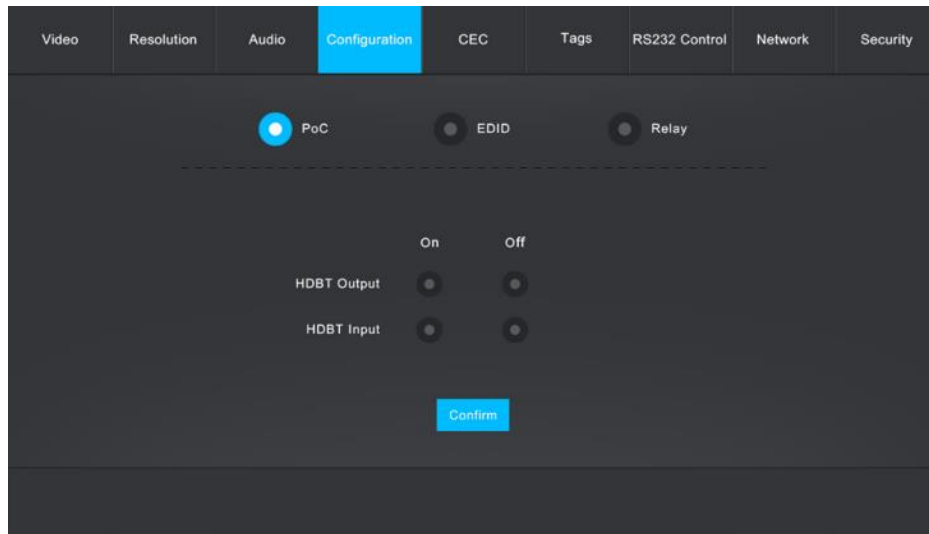 Video Resolution Audio Configuration CEC Tags RS232 Control Network Security
PoC EDID Relay
On Off
HDBT Output
HDBT Input
Confirm